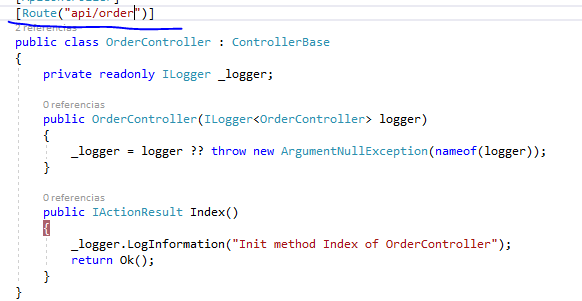 [ApiController]
[Route("api/order")]
2 referencias
public class OrderController : ControllerBase
{
private readonly ILogger _logger;
0 referencias
public OrderController(ILogger<OrderController> logger)
{
_logger = logger ?? throw new ArgumentNullException(nameof(logger));
}
0 referencias
public IActionResult Index()
{
_logger.LogInformation("Init method Index of OrderController");
return Ok();
}
}